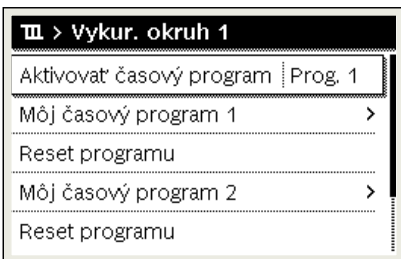 > Vykur. okruh 1
Aktivovať časový program Prog. 1
Môj časový program 1 >
Reset programu
Môj časový program 2 >
Reset programu